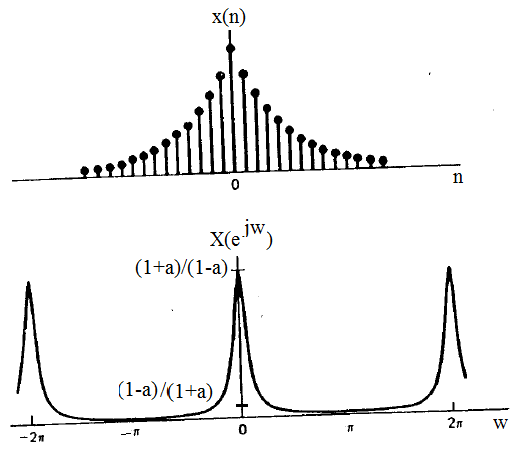 x(n)
0
n
X(e^jw)
(1+a)/(1-a)
(1-a)/(1+a)
-2π
-π
0
π
2π
w